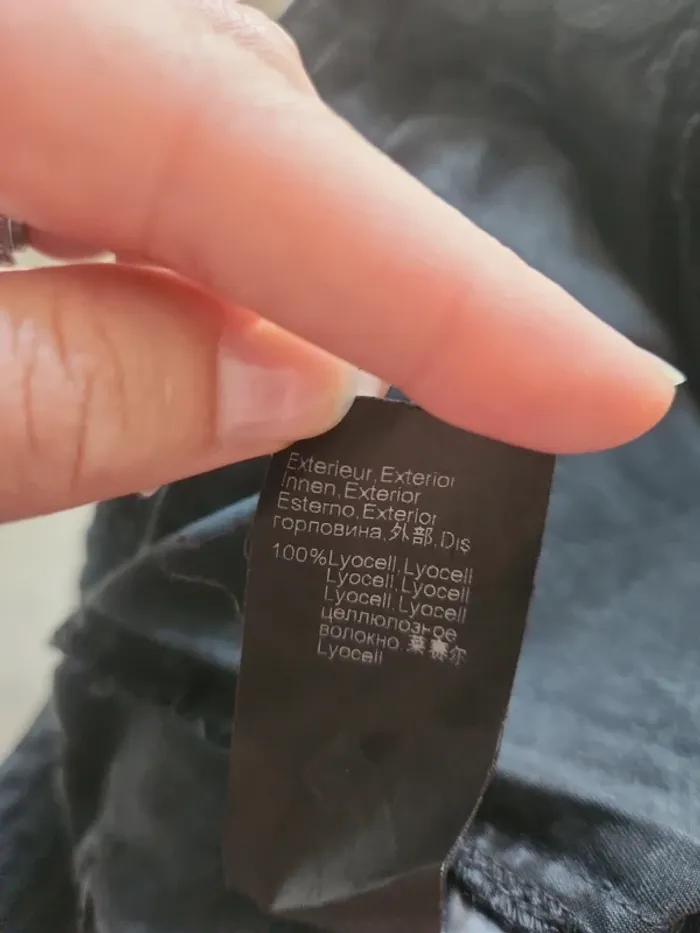 Exterieur,Exterior
Innen,Exterior
Esterno,Exterior
горловина,外部,Dış
100%Lyocell,Lyocell
Lyocell,Lyocell
Lyocell,Lyocell
целлюлозное
волокно,莱赛尔
Lyocell